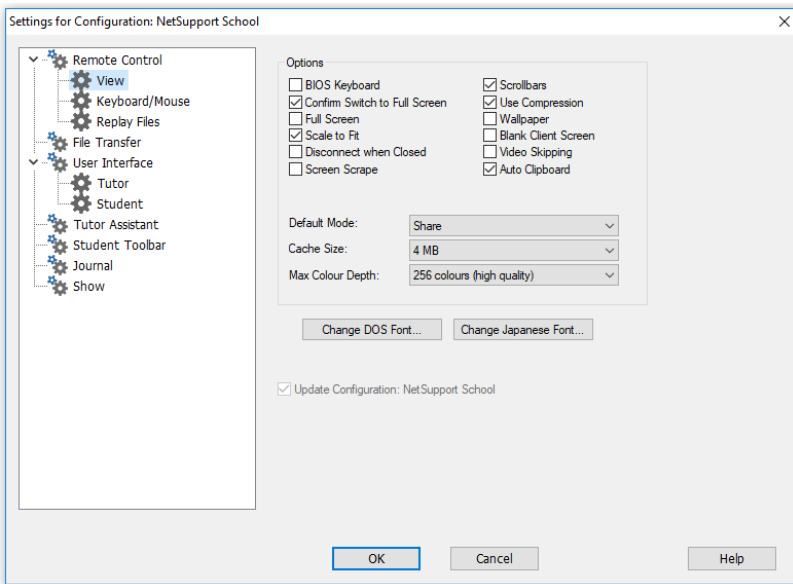 Settings for Configuration: NetSupport School
Remote Control
View
Keyboard/Mouse
Replay Files
File Transfer
User Interface
Tutor
Student
Tutor Assistant
Student Toolbar
Journal
Show
Options
BIOS Keyboard
Confirm Switch to Full Screen
Full Screen
Scale to Fit
Disconnect when Closed
Screen Scrape
Scrollbars
Use Compression
Wallpaper
Blank Client Screen
Video Skipping
Auto Clipboard
Default Mode: Share
Cache Size: 4 MB
Max Colour Depth: 256 colours (high quality)
Change DOS Font... Change Japanese Font...
Update Configuration: NetSupport School
OK Cancel Help